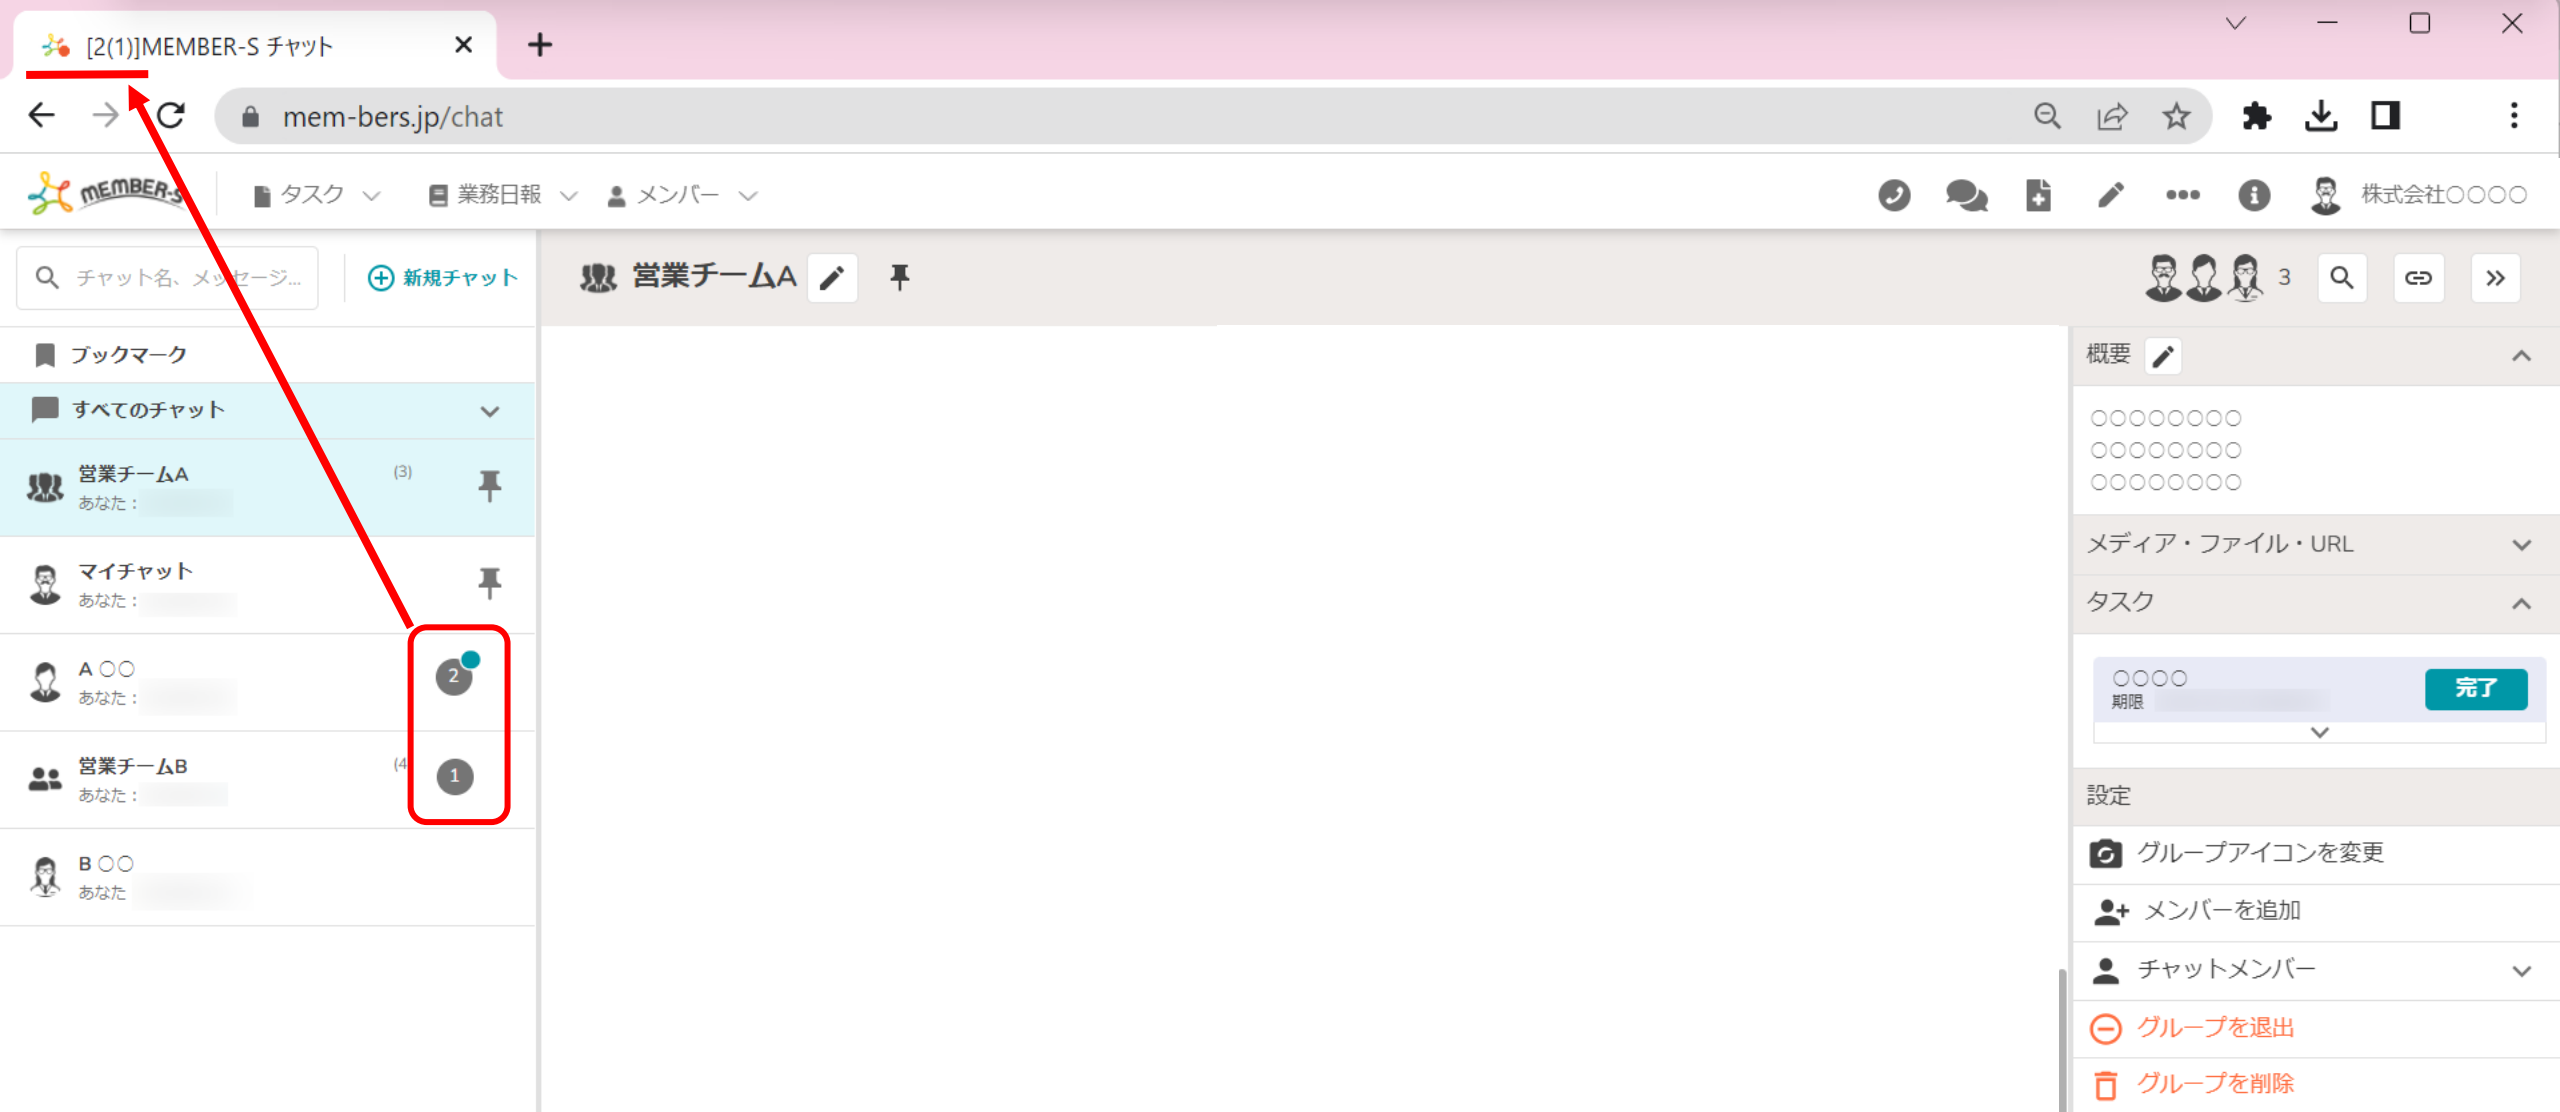 [2(1)]MEMBER-S チャット
mem-bers.jp/chat
MEMBER-S
タスク
業務日報
メンバー
株式会社○○○○
チャット名、メッセージ...
新規チャット
営業チームA
3
ブックマーク
すべてのチャット
営業チームA (3)
あなた：
マイチャット
あなた：
A ○○ 2
あなた：
営業チームB (4 1
あなた：
B ○○
あなた
概要
○○○○○○○○
○○○○○○○○
○○○○○○○○
メディア・ファイル・URL
タスク
○○○○
期限
完了
設定
グループアイコンを変更
メンバーを追加
チャットメンバー
グループを退出
グループを削除